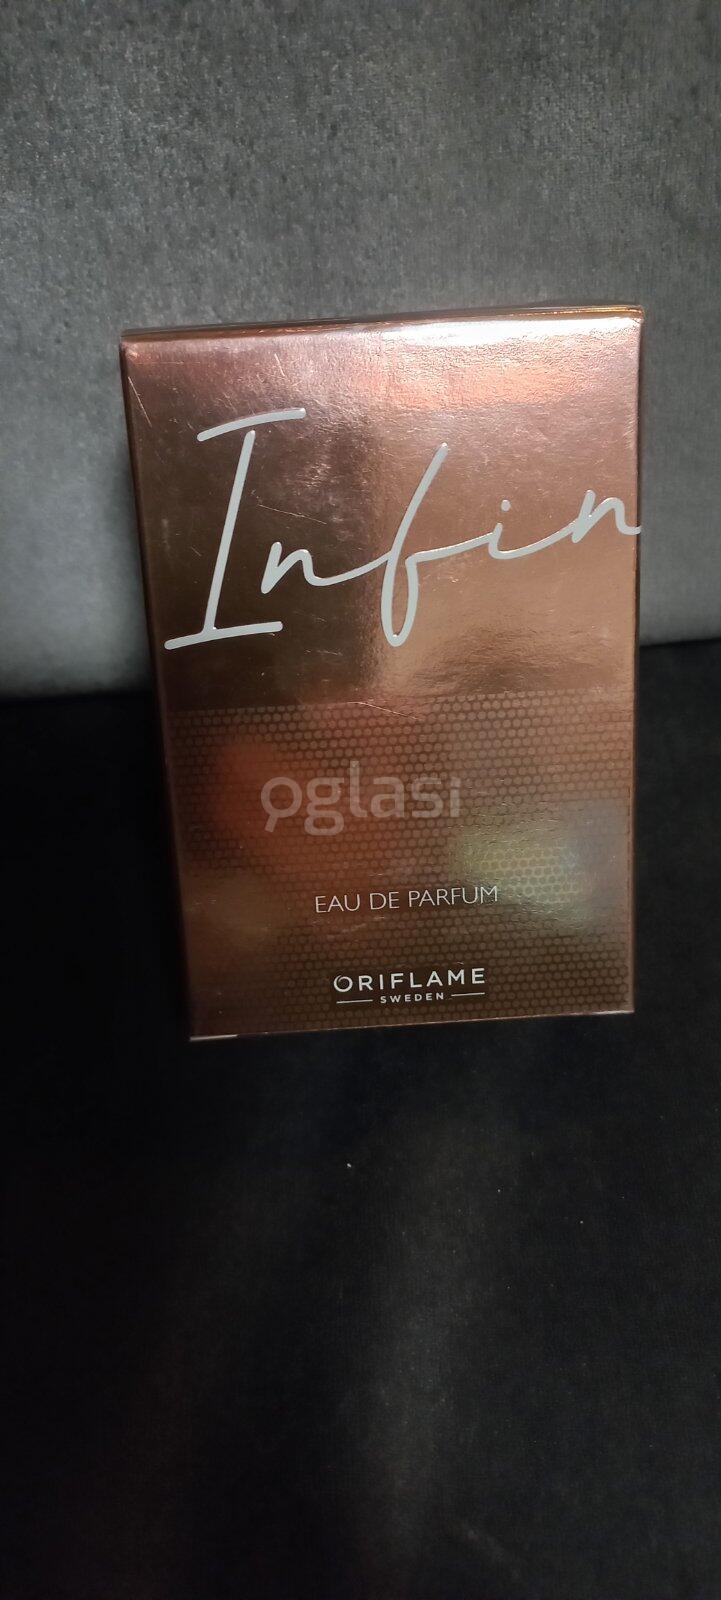 Infin
oglasi
EAU DE PARFUM
ORIFLAME
SWEDEN